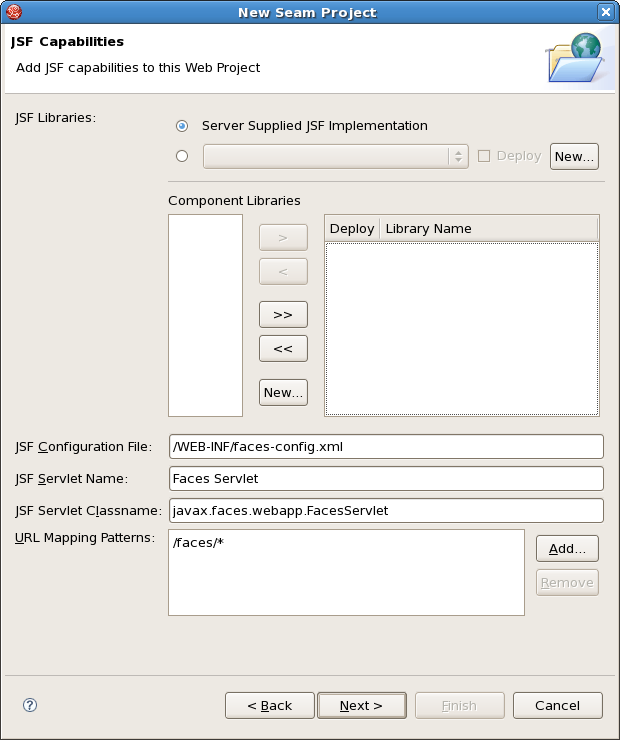 New Seam Project
JSF Capabilities
Add JSF capabilities to this Web Project
JSF Libraries:
Server Supplied JSF Implementation
Deploy
New...
Component Libraries
>
<
>>
<<
New...
Deploy Library Name
JSF Configuration File: /WEB-INF/faces-config.xml
JSF Servlet Name: Faces Servlet
JSF Servlet Classname: javax.faces.webapp.FacesServlet
URL Mapping Patterns: /faces/*
Add...
Remove
? < Back Next > Finish Cancel